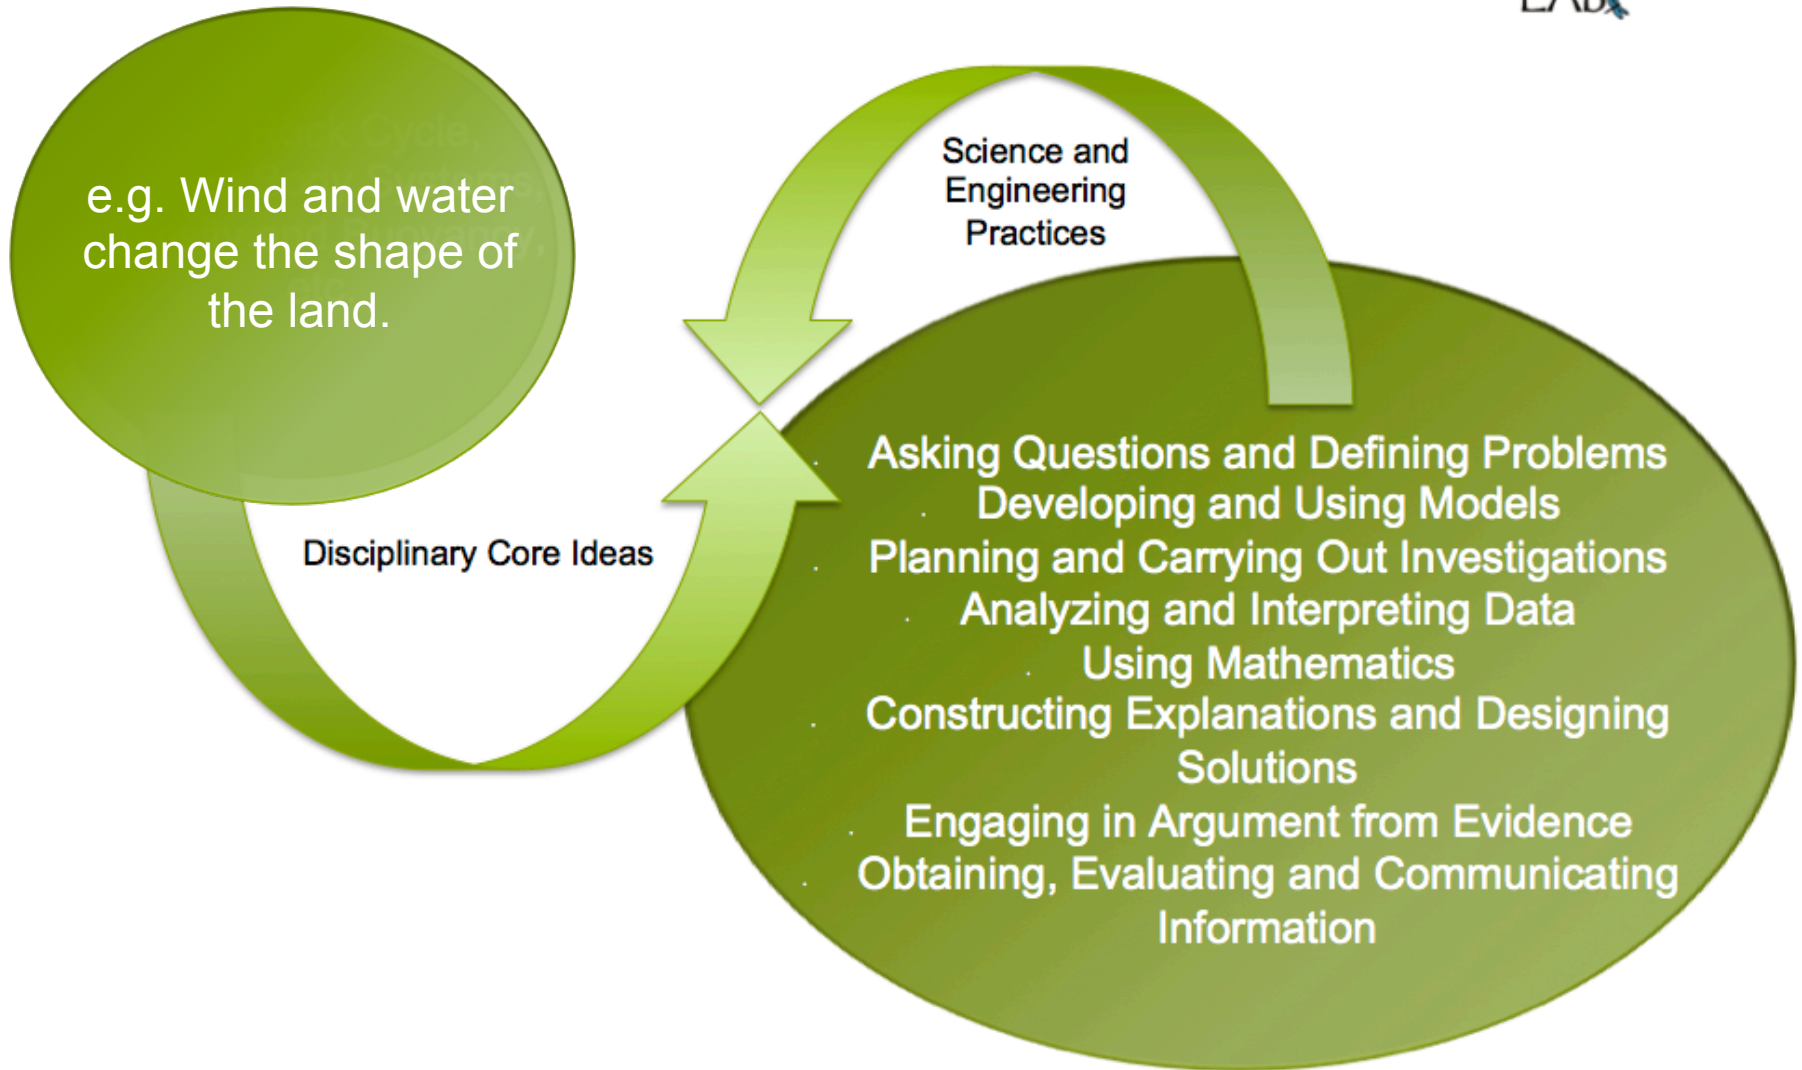 e.g. Wind and water
change the shape of
the land.
Science and
Engineering
Practices
Disciplinary Core Ideas
Asking Questions and Defining Problems
Developing and Using Models
Planning and Carrying Out Investigations
Analyzing and Interpreting Data
Using Mathematics
Constructing Explanations and Designing
Solutions
Engaging in Argument from Evidence
Obtaining, Evaluating and Communicating
Information